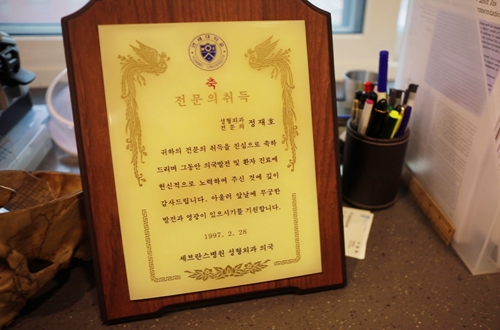 축
전문의취득
성형외과
전문의 정재호
귀하의 전문의 취득을 진심으로 축하
드리며 그동안 의국발전 및 환자 진료에
헌신적으로 노력하여 주신 것에 깊이
감사드립니다. 아울러 앞날에 무궁한
발전과 영광이 있으시기를 기원합니다.
1997. 2. 28
세브란스병원 성형외과 의국